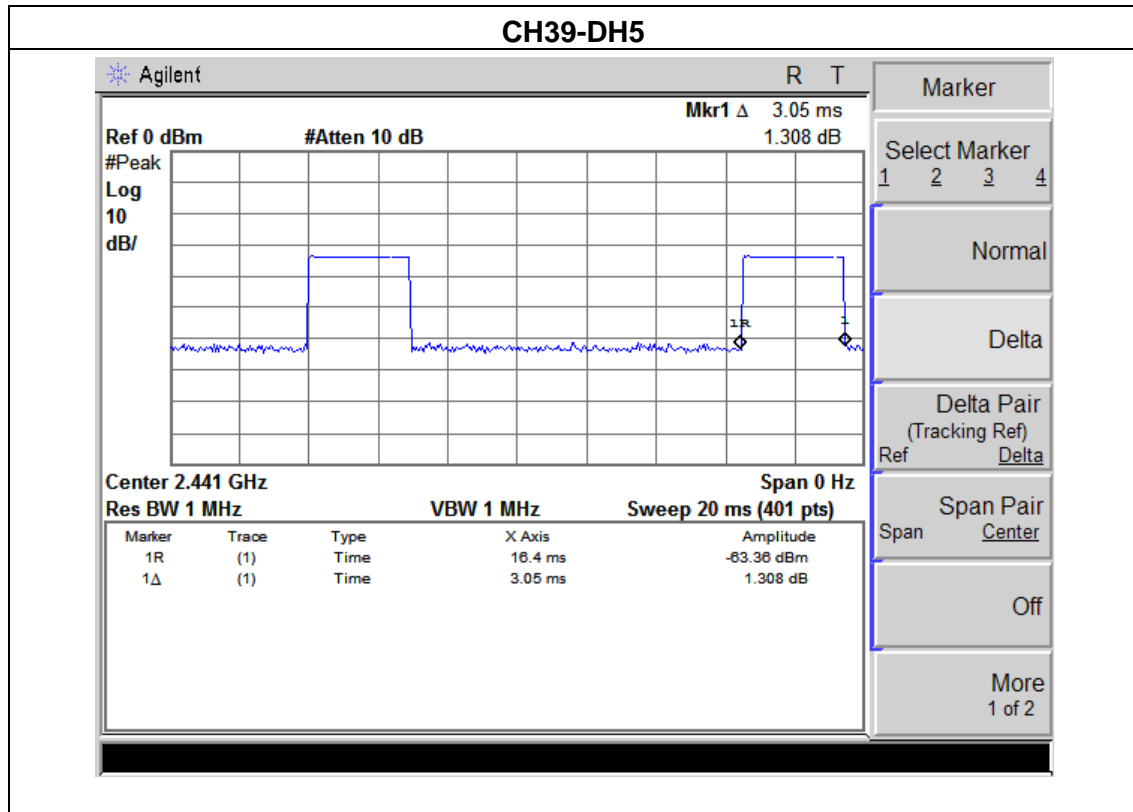 CH39-DH5
Agilent
R T
Mkr1 Δ 3.05 ms
Ref 0 dBm #Atten 10 dB 1.308 dB
#Peak
Log
10
dB/
1R
1
Center 2.441 GHz Span 0 Hz
Res BW 1 MHz VBW 1 MHz Sweep 20 ms (401 pts)
Marker Trace Type X Axis Amplitude
1R (1) Time 16.4 ms -63.36 dBm
1Δ (1) Time 3.05 ms 1.308 dB
Marker
Select Marker
1 2 3 4
Normal
Delta
Delta Pair
(Tracking Ref)
Ref Delta
Span Pair
Span Center
Off
More
1 of 2